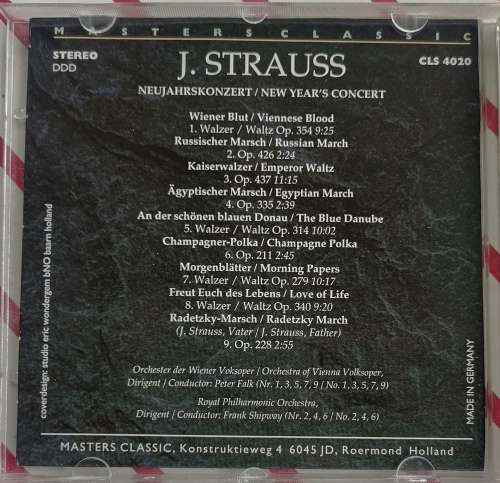 MASTERSCLASSIC
STEREO
DDD
CLS 4020
J. STRAUSS
NEUJAHRSKONZERT / NEW YEAR'S CONCERT
Wiener Blut / Viennese Blood
1. Walzer / Waltz Op. 354 9:25
Russischer Marsch / Russian March
2. Op. 426 2:24
Kaiserwalzer / Emperor Waltz
3. Op. 437 11:15
Ägyptischer Marsch / Egyptian March
4. Op. 335 2:39
An der schönen blauen Donau / The Blue Danube
5. Walzer / Waltz Op. 314 10:02
Champagner-Polka / Champagne Polka
6. Op. 211 2:45
Morgenblätter / Morning Papers
7. Walzer / Waltz Op. 279 10:17
Freut Euch des Lebens / Love of Life
8. Walzer / Waltz Op. 340 9:20
Radetzky-Marsch / Radetzky March
(J. Strauss, Vater / J. Strauss, Father)
9. Op. 228 2:55
Orchester der Wiener Voksoper / Orchestra of Vienna Volksoper,
Dirigent / Conductor: Peter Falk (Nr. 1, 3, 5, 7, 9 / No. 1, 3, 5, 7, 9)
Royal Philharmonic Orchestra,
Dirigent / Conductor: Frank Shipway (Nr. 2, 4, 6 / No. 2, 4, 6)
coverdesign: studio eric wondergem bNO baarn holland
MADE IN GERMANY
MASTERS CLASSIC, Konstruktieweg 4 6045 JD, Roermond Holland